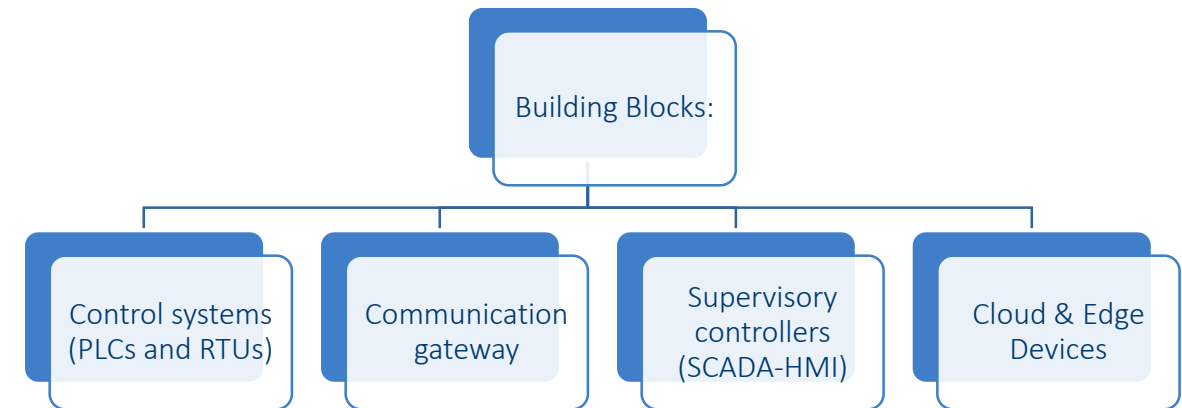 Building Blocks:
Control systems
(PLCs and RTUs)
Communication
gateway
Supervisory
controllers
(SCADA-HMI)
Cloud & Edge
Devices